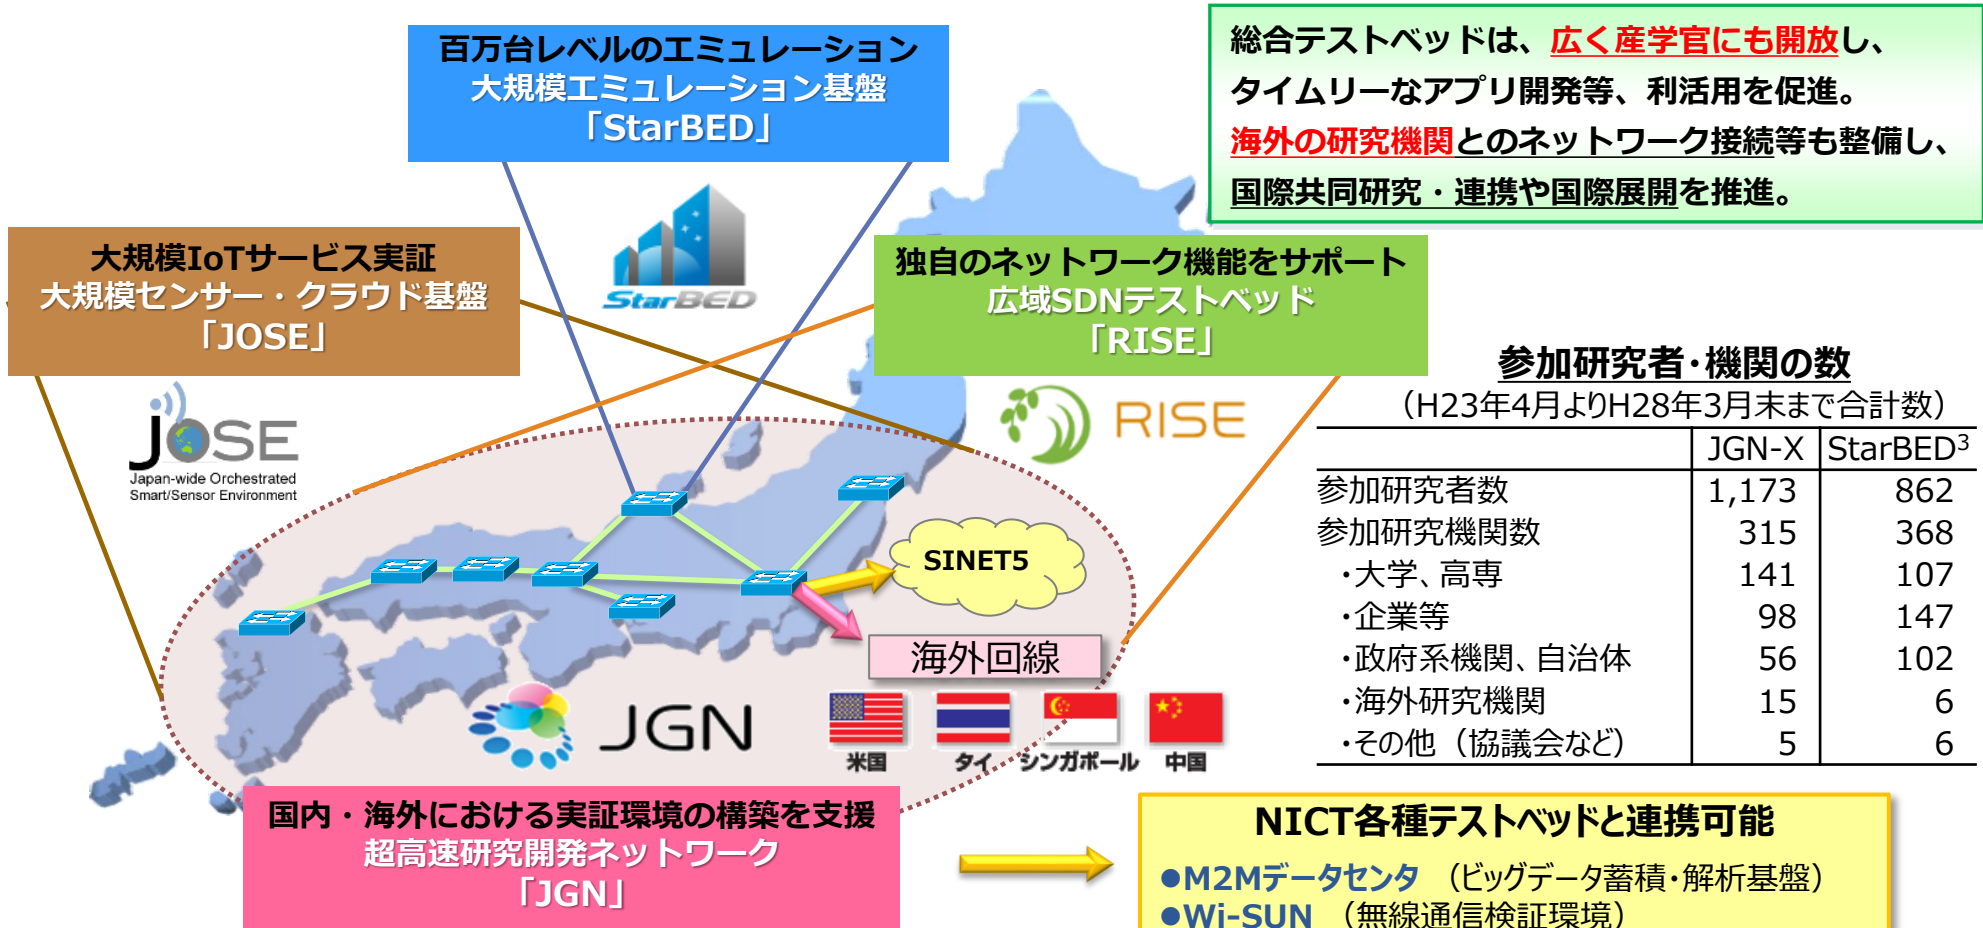 百万台レベルのエミュレーション
大規模エミュレーション基盤
「StarBED」
総合テストベッドは、広く産学官にも開放し、
タイムリーなアプリ開発等、利活用を促進。
海外の研究機関とのネットワーク接続等も整備し、
国際共同研究・連携や国際展開を推進。
大規模IoTサービス実証
大規模センサー・クラウド基盤
「JOSE」
StarBED
独自のネットワーク機能をサポート
広域SDNテストベッド
「RISE」
JOSE
Japan-wide Orchestrated
Smart/Sensor Environment
RISE
参加研究者・機関の数
（H23年4月よりH28年3月末まで合計数）
JGN-X StarBED³
参加研究者数 1,173 862
参加研究機関数 315 368
・大学、高専 141 107
・企業等 98 147
・政府系機関、自治体 56 102
・海外研究機関 15 6
・その他（協議会など） 5 6
SINET5
海外回線
JGN
米国 タイ シンガポール 中国
国内・海外における実証環境の構築を支援
超高速研究開発ネットワーク
「JGN」
NICT各種テストベッドと連携可能
●M2Mデータセンタ （ビッグデータ蓄積・解析基盤）
●Wi-SUN （無線通信検証環境）